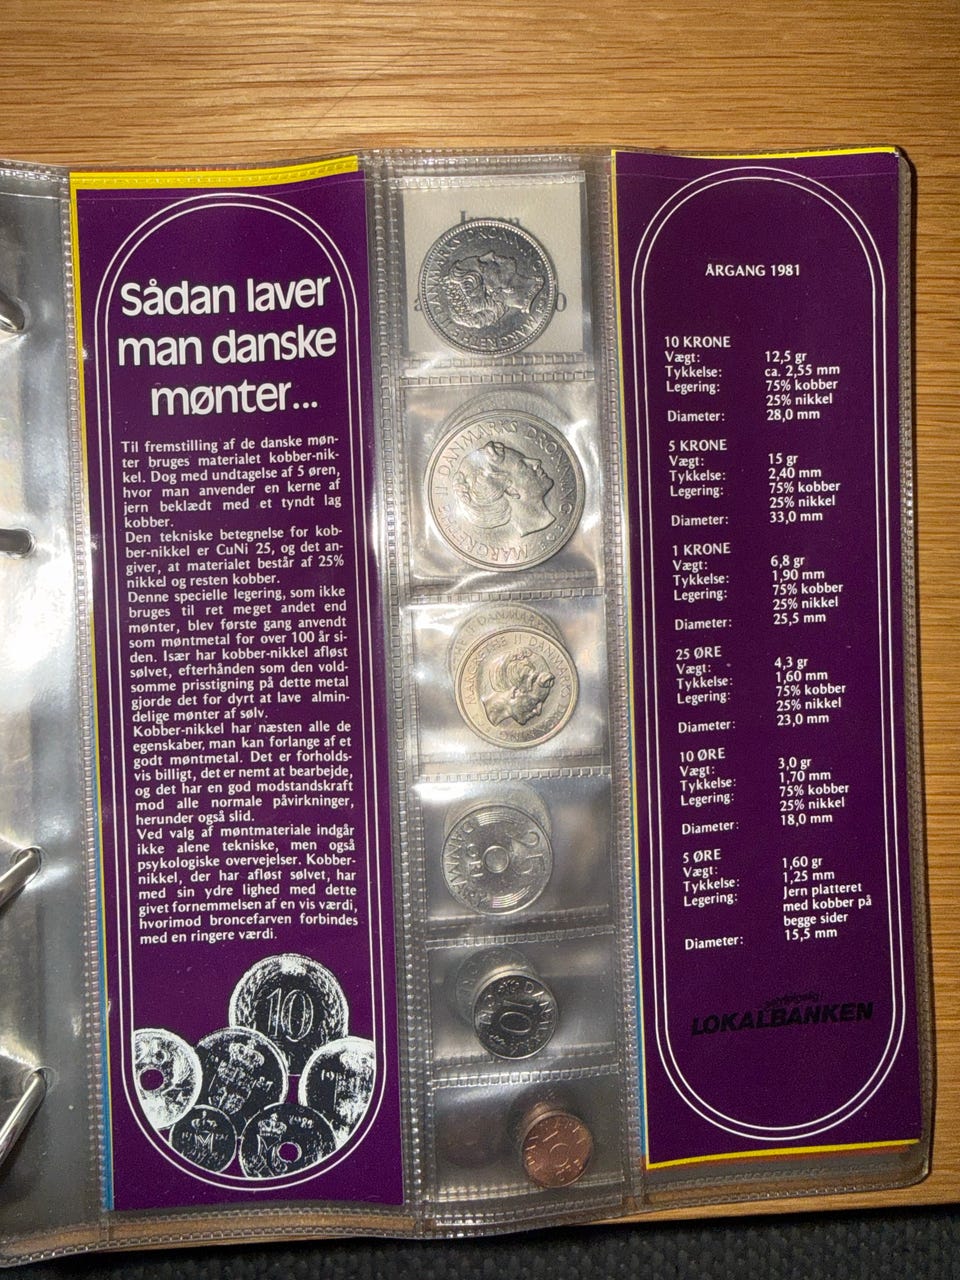 Sådan laver
man danske
mønter...
Til fremstilling af de danske møn-
ter bruges materialet kobber-nik-
kel. Dog med undtagelse af 5 øren,
hvor man anvender en kerne af
jern beklædt med et tyndt lag
kobber.
Den tekniske betegnelse for kob-
ber-nikkel er CuNi 25, og det an-
giver, at materialet består af 25%
nikkel og resten kobber.
Denne specielle legering, som ikke
bruges til ret meget andet end
mønter, blev første gang anvendt
som møntmetal for over 100 år si-
den. Især har kobber-nikkel afløst
sølvet, efterhånden som den vold-
somme prisstigning på dette metal
gjorde det for dyrt at lave almin-
delige mønter af sølv.
Kobber-nikkel har næsten alle de
egenskaber, man kan forlange af et
godt møntmetal. Det er forholds-
vis billigt, det er nemt at bearbejde,
og det har en god modstandskraft
mod alle normale påvirkninger,
herunder også slid.
Ved valg af møntmateriale indgår
ikke alene tekniske, men også
psykologiske overvejelser. Kobber-
nikkel, der har afløst sølvet, har
med sin ydre lighed med dette
givet fornemmelsen af en vis værdi,
hvorimod broncefarven forbindes
med en ringere værdi.
10
MARGRETHE II DANMARKS DRONNING
25
ØRE
DANMARK
10
DANMARK
ÅRGANG 1981
10 KRONE
Vægt: 12,5 gr
Tykkelse: ca. 2,55 mm
Legering: 75% kobber
25% nikkel
Diameter: 28,0 mm
5 KRONE
Vægt: 15 gr
Tykkelse: 2,40 mm
Legering: 75% kobber
25% nikkel
Diameter: 33,0 mm
1 KRONE
Vægt: 6,8 gr
Tykkelse: 1,90 mm
Legering: 75% kobber
25% nikkel
Diameter: 25,5 mm
25 ØRE
Vægt: 4,3 gr
Tykkelse: 1,60 mm
Legering: 75% kobber
25% nikkel
Diameter: 23,0 mm
10 ØRE
Vægt: 3,0 gr
Tykkelse: 1,70 mm
Legering: 75% kobber
25% nikkel
Diameter: 18,0 mm
5 ØRE
Vægt: 1,60 gr
Tykkelse: 1,25 mm
Legering: Jern platteret
med kobber på
begge sider
Diameter: 15,5 mm
LOKALBANKEN